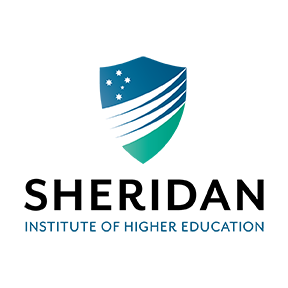 SHERIDAN
INSTITUTE OF HIGHER EDUCATION